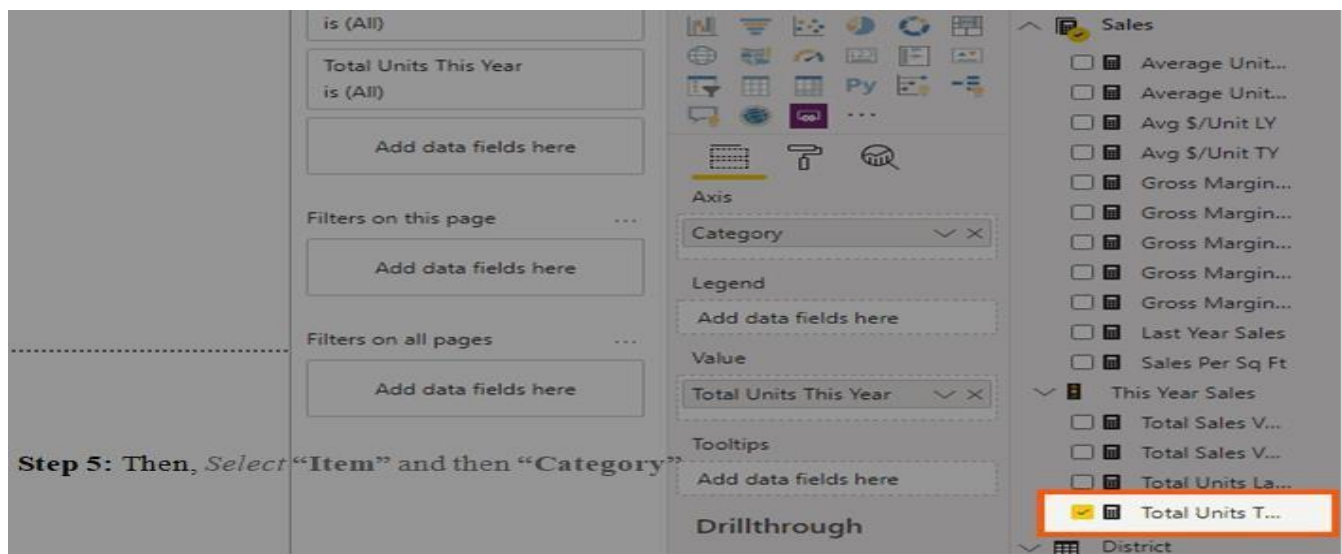 is (All)
Total Units This Year
is (All)
Add data fields here
Filters on this page ...
Add data fields here
Filters on all pages ...
Add data fields here
Step 5: Then, Select “Item” and then “Category”
123
Py
...
Axis
Category
Legend
Add data fields here
Value
Total Units This Year
Tooltips
Add data fields here
Drillthrough
Sales
Average Unit...
Average Unit...
Avg $/Unit LY
Avg $/Unit TY
Gross Margin...
Gross Margin...
Gross Margin...
Gross Margin...
Gross Margin...
Last Year Sales
Sales Per Sq Ft
This Year Sales
Total Sales V...
Total Sales V...
Total Units La...
Total Units T...
District